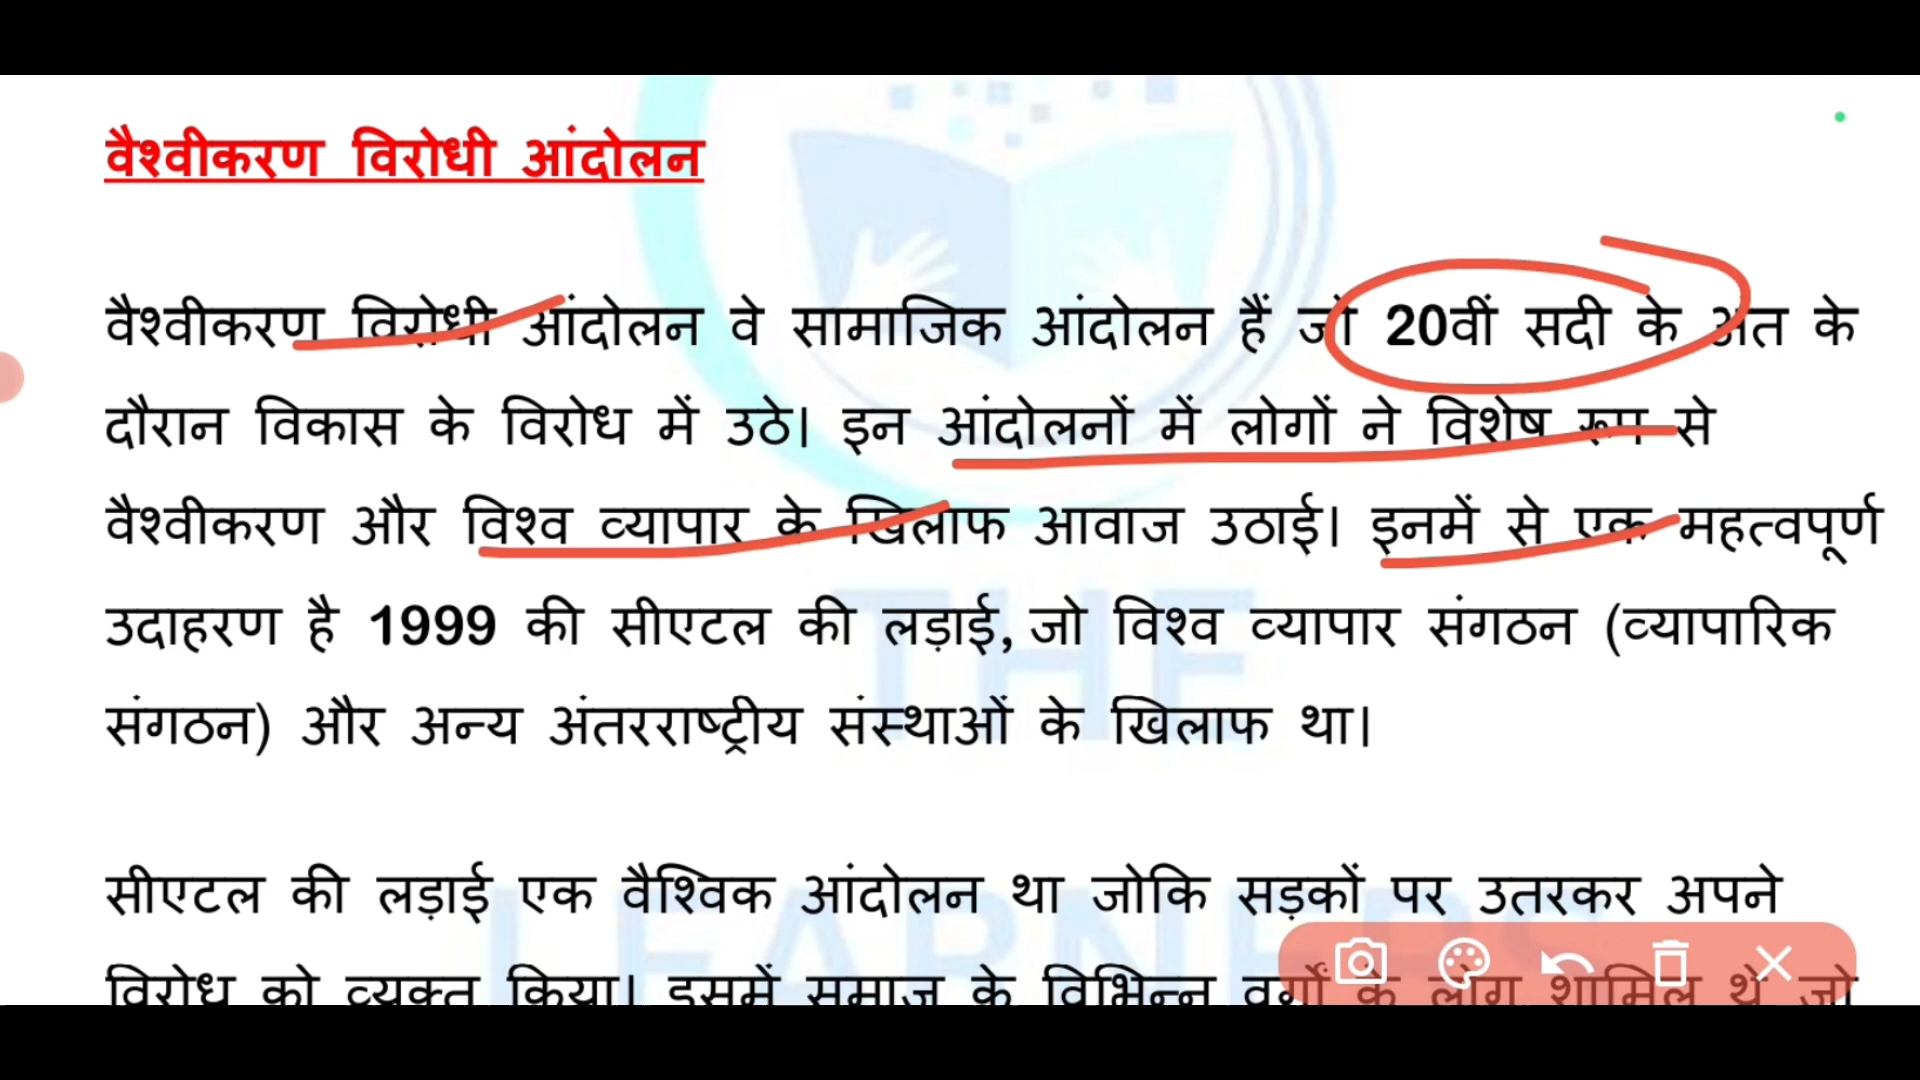 वैश्वीकरण विरोधी आंदोलन
वैश्वीकरण विरोधी आंदोलन वे सामाजिक आंदोलन हैं जो 20वीं सदी के अंत के
दौरान विकास के विरोध में उठे। इन आंदोलनों में लोगों ने विशेष रूप से
वैश्वीकरण और विश्व व्यापार के खिलाफ आवाज उठाई। इनमें से एक महत्वपूर्ण
उदाहरण है 1999 की सीएटल की लड़ाई, जो विश्व व्यापार संगठन (व्यापारिक
संगठन) और अन्य अंतरराष्ट्रीय संस्थाओं के खिलाफ था।
THE
सीएटल की लड़ाई एक वैश्विक आंदोलन था जोकि सड़कों पर उतरकर अपने
विरोध को व्यक्त किया। इसमें समाज के विभिन्न वर्गों के लोग शामिल थे जो